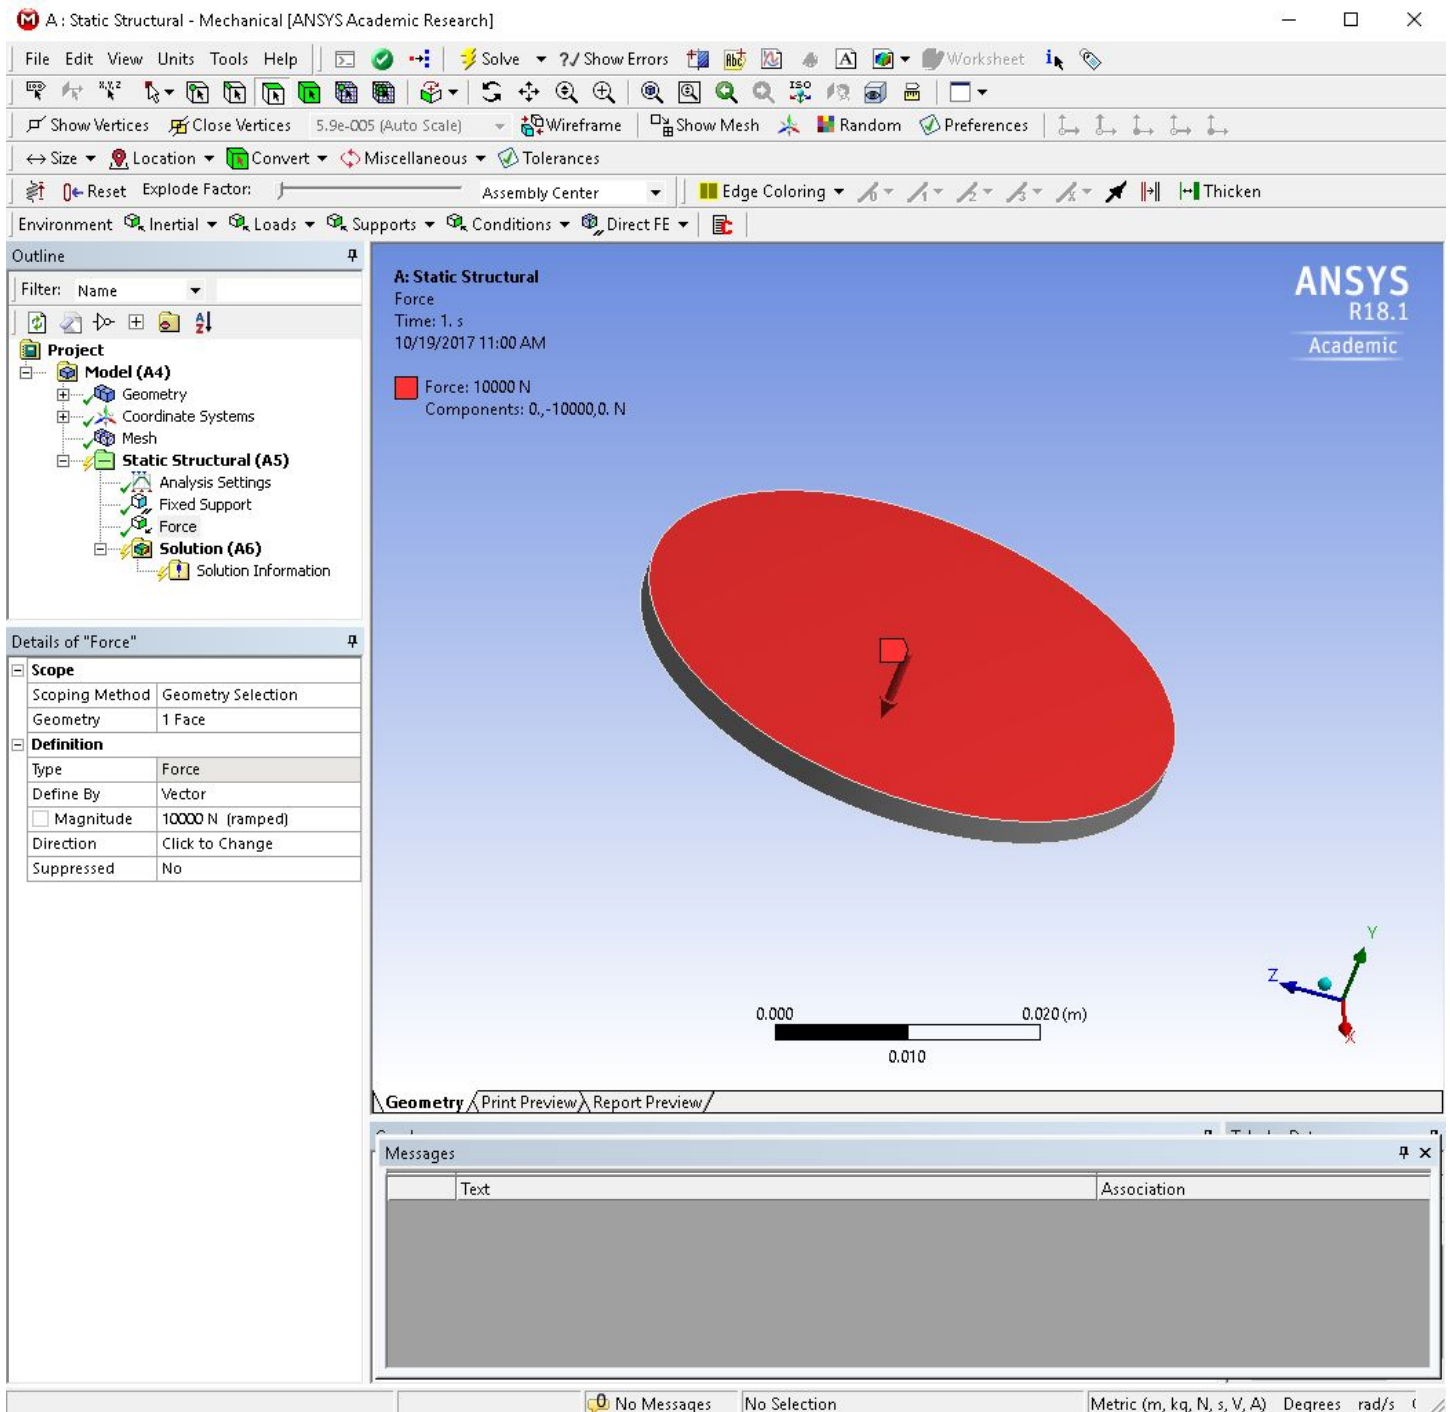 A : Static Structural - Mechanical [ANSYS Academic Research]
File Edit View Units Tools Help Solve ?/ Show Errors Worksheet
Show Vertices Close Vertices 5.9e-005 (Auto Scale) Wireframe Show Mesh Random Preferences
Size Location Convert Miscellaneous Tolerances
Reset Explode Factor: Assembly Center Edge Coloring Thicken
Environment Inertial Loads Supports Conditions Direct FE
Outline
Filter: Name
Project
Model (A4)
Geometry
Coordinate Systems
Mesh
Static Structural (A5)
Analysis Settings
Fixed Support
Force
Solution (A6)
Solution Information
Details of "Force"
Scope
Scoping Method Geometry Selection
Geometry 1 Face
Definition
Type Force
Define By Vector
Magnitude 10000 N (ramped)
Direction Click to Change
Suppressed No
A: Static Structural
Force
Time: 1. s
10/19/2017 11:00 AM
Force: 10000 N
Components: 0.,-10000,0. N
ANSYS
R18.1
Academic
Y
Z
X
0.000 0.020 (m)
0.010
Geometry Print Preview Report Preview
Messages
Text Association
No Messages No Selection Metric (m, kg, N, s, V, A) Degrees rad/s